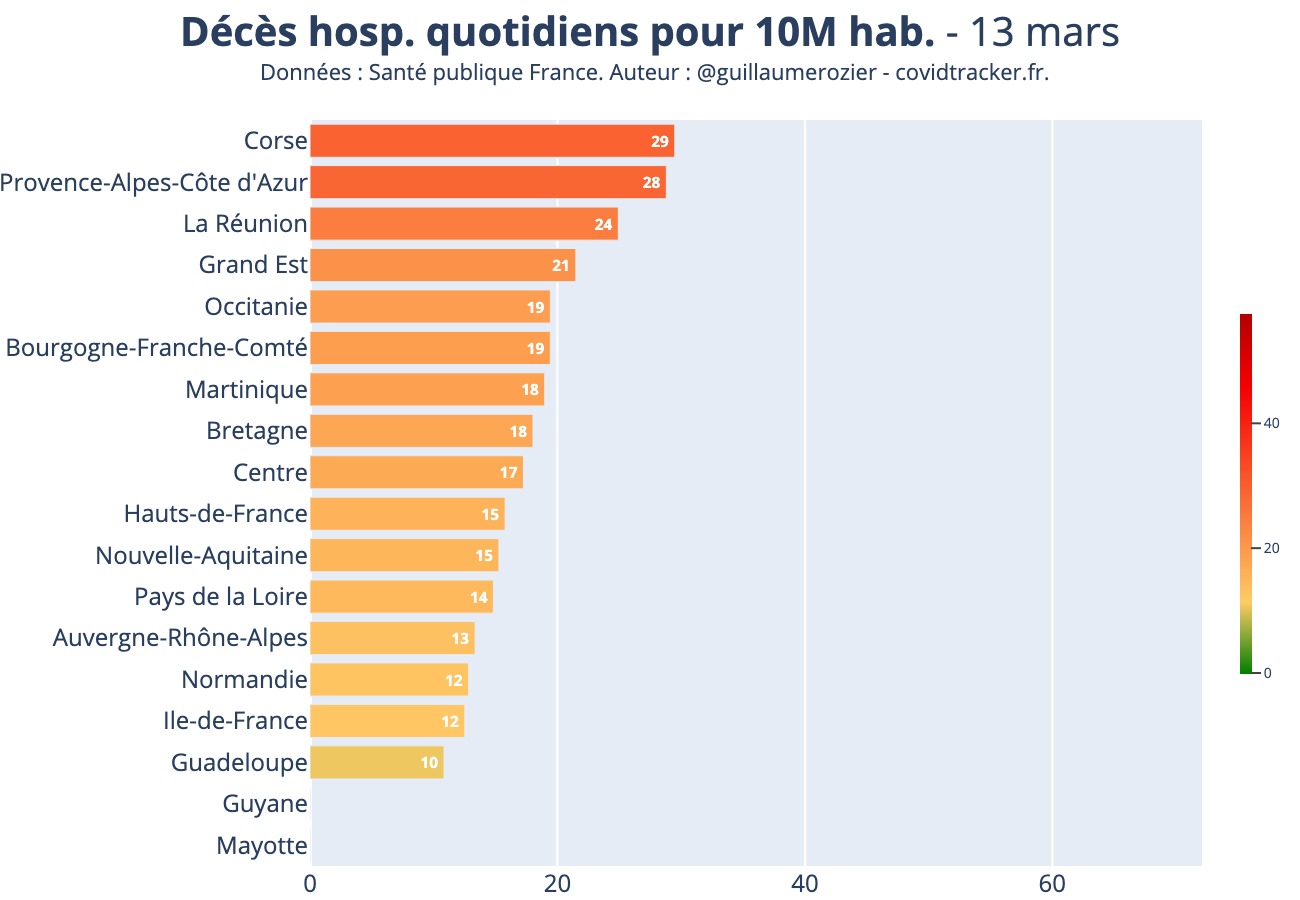 Décès hosp. quotidiens pour 10M hab. - 13 mars
Données : Santé publique France. Auteur : @guillaumerozier - covidtracker.fr.
Corse 29
Provence-Alpes-Côte d'Azur 28
La Réunion 24
Grand Est 21
Occitanie 19
Bourgogne-Franche-Comté 19
Martinique 18
Bretagne 18
Centre 17
Hauts-de-France 15
Nouvelle-Aquitaine 15
Pays de la Loire 14
Auvergne-Rhône-Alpes 13
Normandie 12
Ile-de-France 12
Guadeloupe 10
Guyane
Mayotte
0 20 40 60
40
20
0